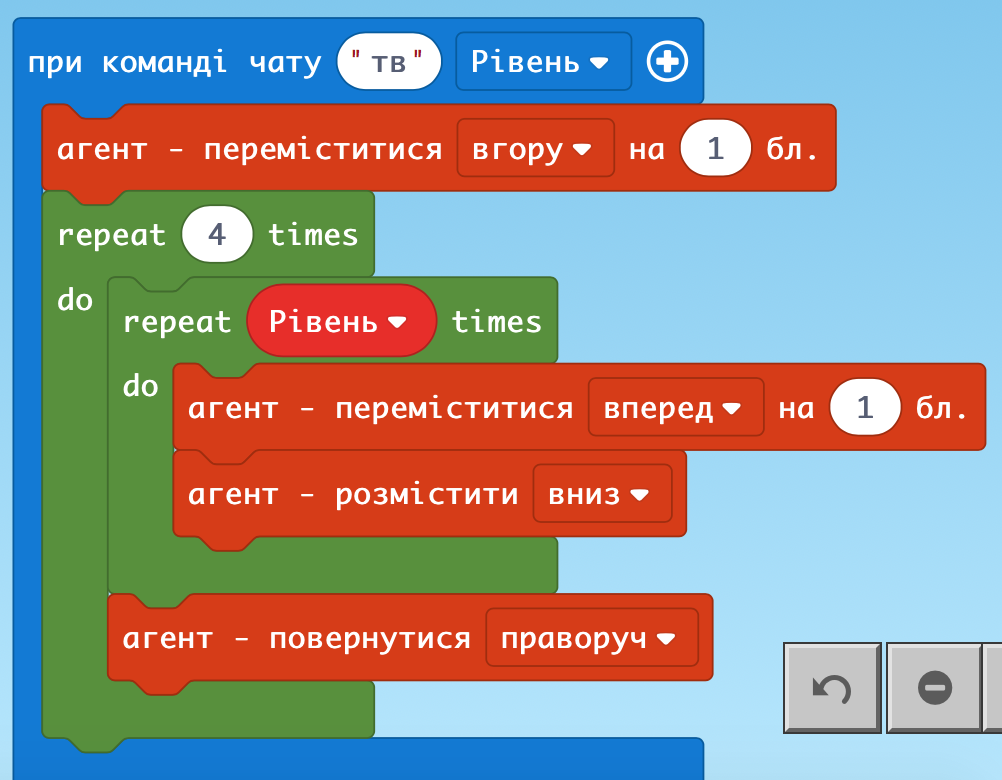 при команді чату "тв" Рівень
агент - переміститися вгору на 1 бл.
repeat 4 times
do
repeat Рівень times
do
агент - переміститися вперед на 1 бл.
агент - розмістити вниз
агент - повернутися праворуч